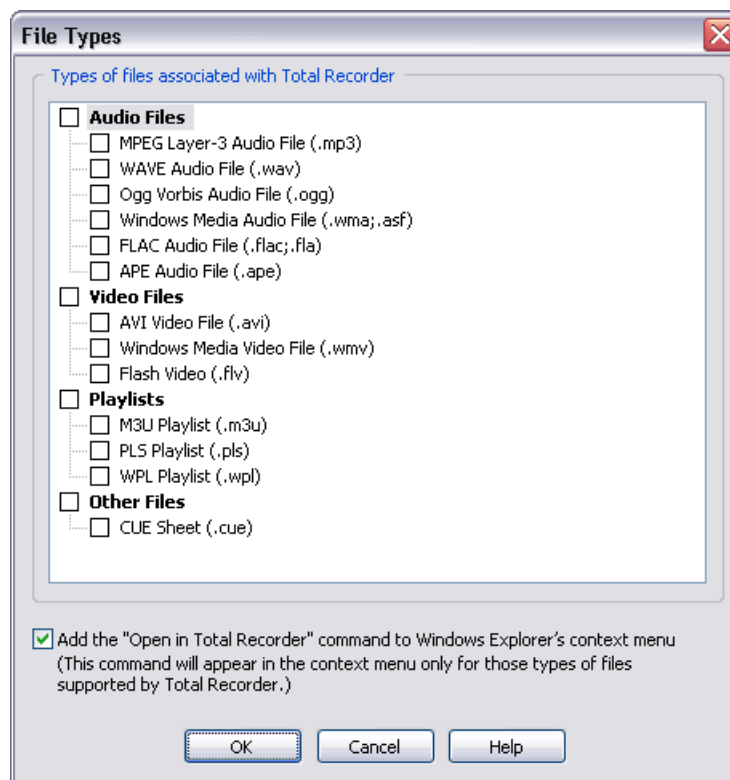 File Types
Types of files associated with Total Recorder
Audio Files
MPEG Layer-3 Audio File (.mp3)
WAVE Audio File (.wav)
Ogg Vorbis Audio File (.ogg)
Windows Media Audio File (.wma;.asf)
FLAC Audio File (.flac;.fla)
APE Audio File (.ape)
Video Files
AVI Video File (.avi)
Windows Media Video File (.wmv)
Flash Video (.flv)
Playlists
M3U Playlist (.m3u)
PLS Playlist (.pls)
WPL Playlist (.wpl)
Other Files
CUE Sheet (.cue)
Add the "Open in Total Recorder" command to Windows Explorer's context menu
(This command will appear in the context menu only for those types of files
supported by Total Recorder.)
OK
Cancel
Help